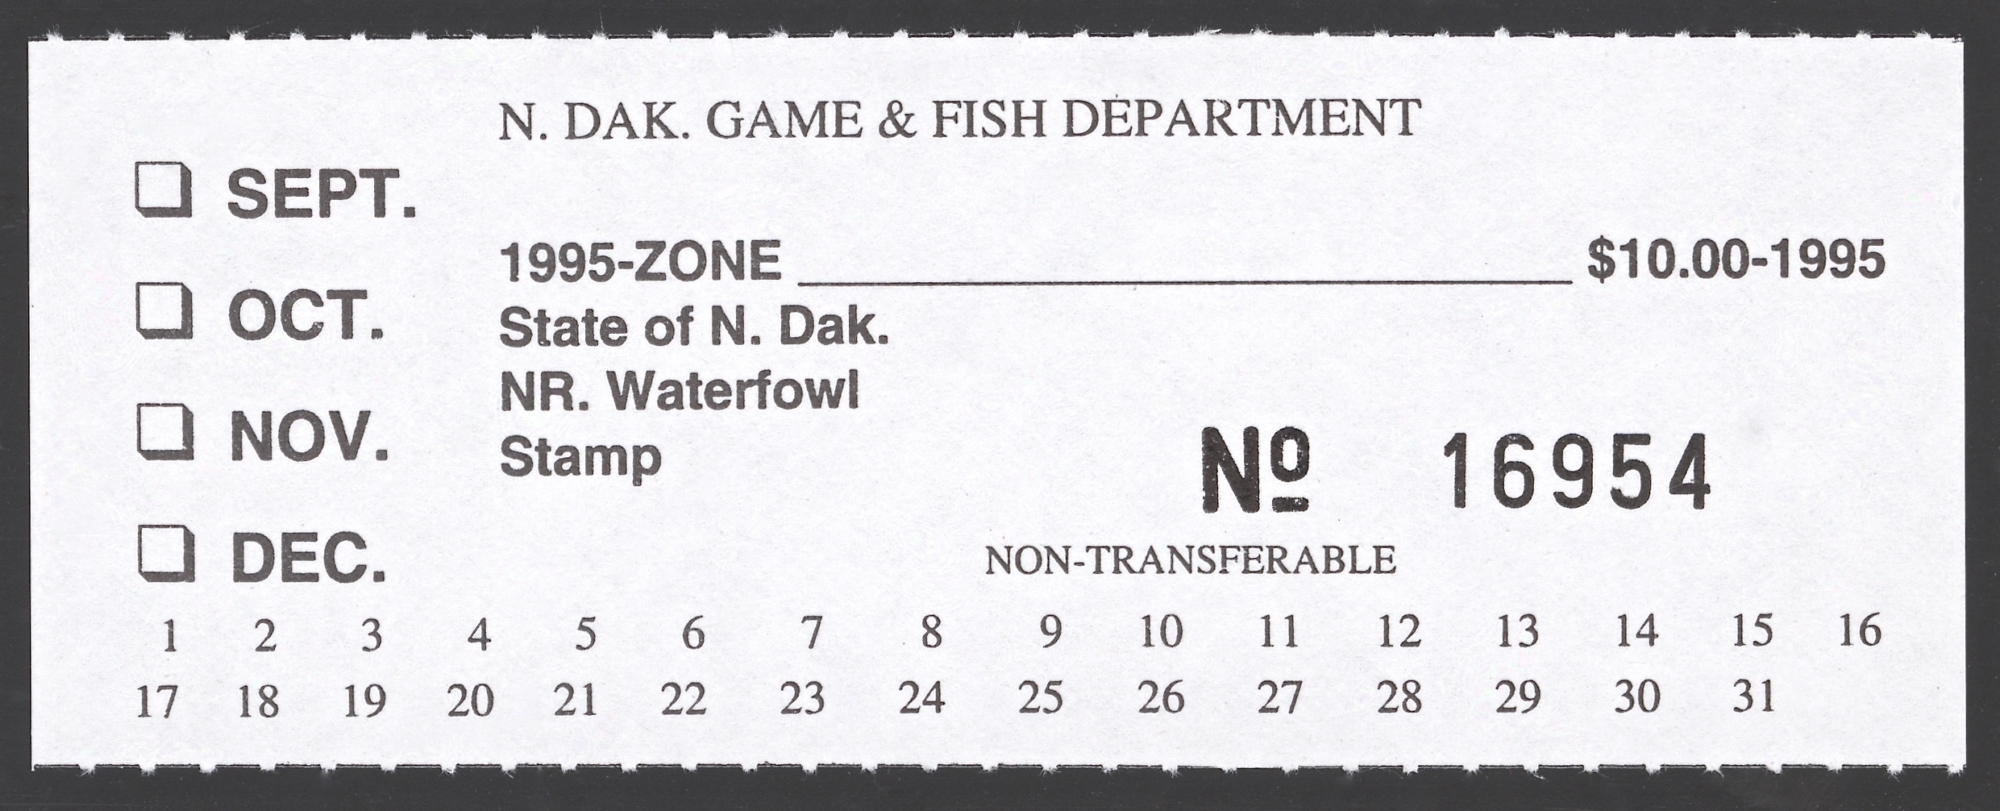 N. DAK. GAME & FISH DEPARTMENT
SEPT.
OCT.
NOV.
DEC.
1995-ZONE ____________________ $10.00-1995
State of N. Dak.
NR. Waterfowl
Stamp
Nº 16954
NON-TRANSFERABLE
1 2 3 4 5 6 7 8 9 10 11 12 13 14 15 16
17 18 19 20 21 22 23 24 25 26 27 28 29 30 31